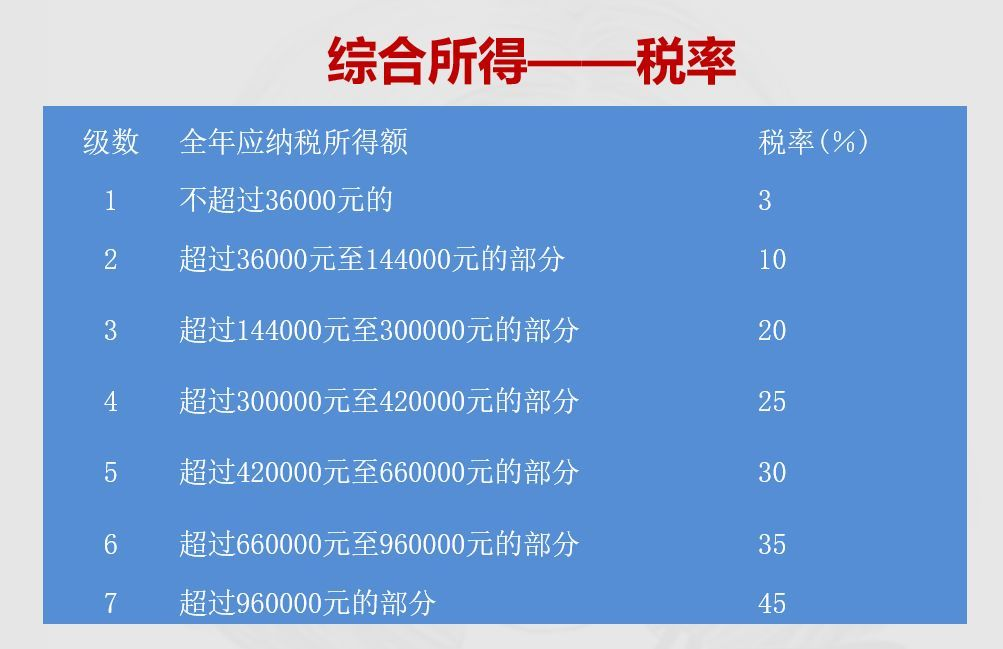 综合所得——税率
级数 全年应纳税所得额 税率(%)
1 不超过36000元的 3
2 超过36000元至144000元的部分 10
3 超过144000元至300000元的部分 20
4 超过300000元至420000元的部分 25
5 超过420000元至660000元的部分 30
6 超过660000元至960000元的部分 35
7 超过960000元的部分 45